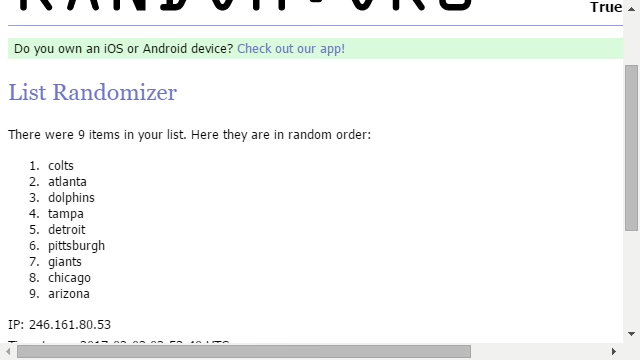 RANDOM.ORG
True
Do you own an iOS or Android device? Check out our app!
List Randomizer
There were 9 items in your list. Here they are in random order:
1. colts
2. atlanta
3. dolphins
4. tampa
5. detroit
6. pittsburgh
7. giants
8. chicago
9. arizona
IP: 246.161.80.53